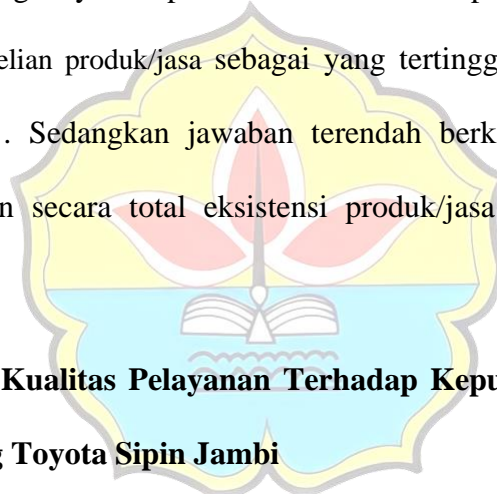 elian produk/jasa sebagai yang tertingg
. Sedangkan jawaban terendah berk
n secara total eksistensi produk/jasa
Kualitas Pelayanan Terhadap Kepu
g Toyota Sipin Jambi